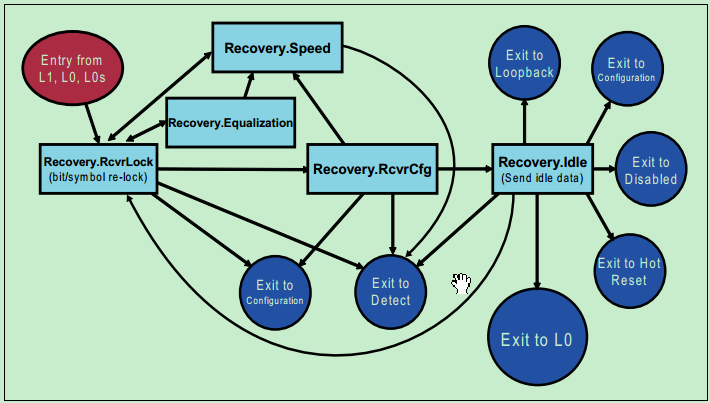 Entry from
L1, L0, L0s
Recovery.Speed
Recovery.Equalization
Recovery.RcvrLock
(bit/symbol re-lock)
Recovery.RcvrCfg
Recovery.Idle
(Send idle data)
Exit to
Loopback
Exit to
Configuration
Exit to
Disabled
Exit to Hot
Reset
Exit to L0
Exit to
Detect
Exit to
Configuration